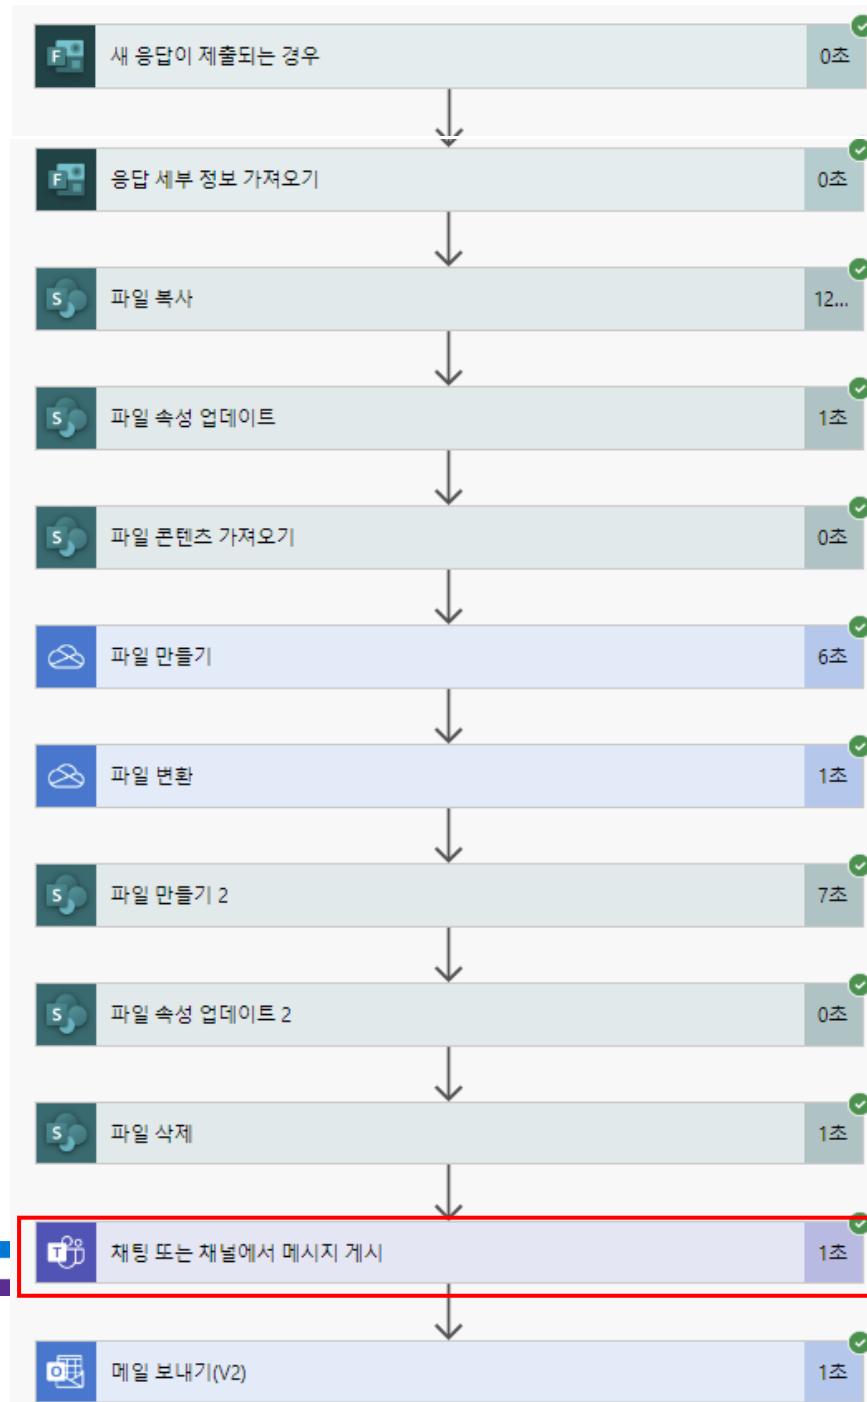 새 응답이 제출되는 경우
0초
응답 세부 정보 가져오기
0초
파일 복사
12...
파일 속성 업데이트
1초
파일 콘텐츠 가져오기
0초
파일 만들기
6초
파일 변환
1초
파일 만들기 2
7초
파일 속성 업데이트 2
0초
파일 삭제
1초
채팅 또는 채널에서 메시지 게시
1초
메일 보내기(V2)
1초